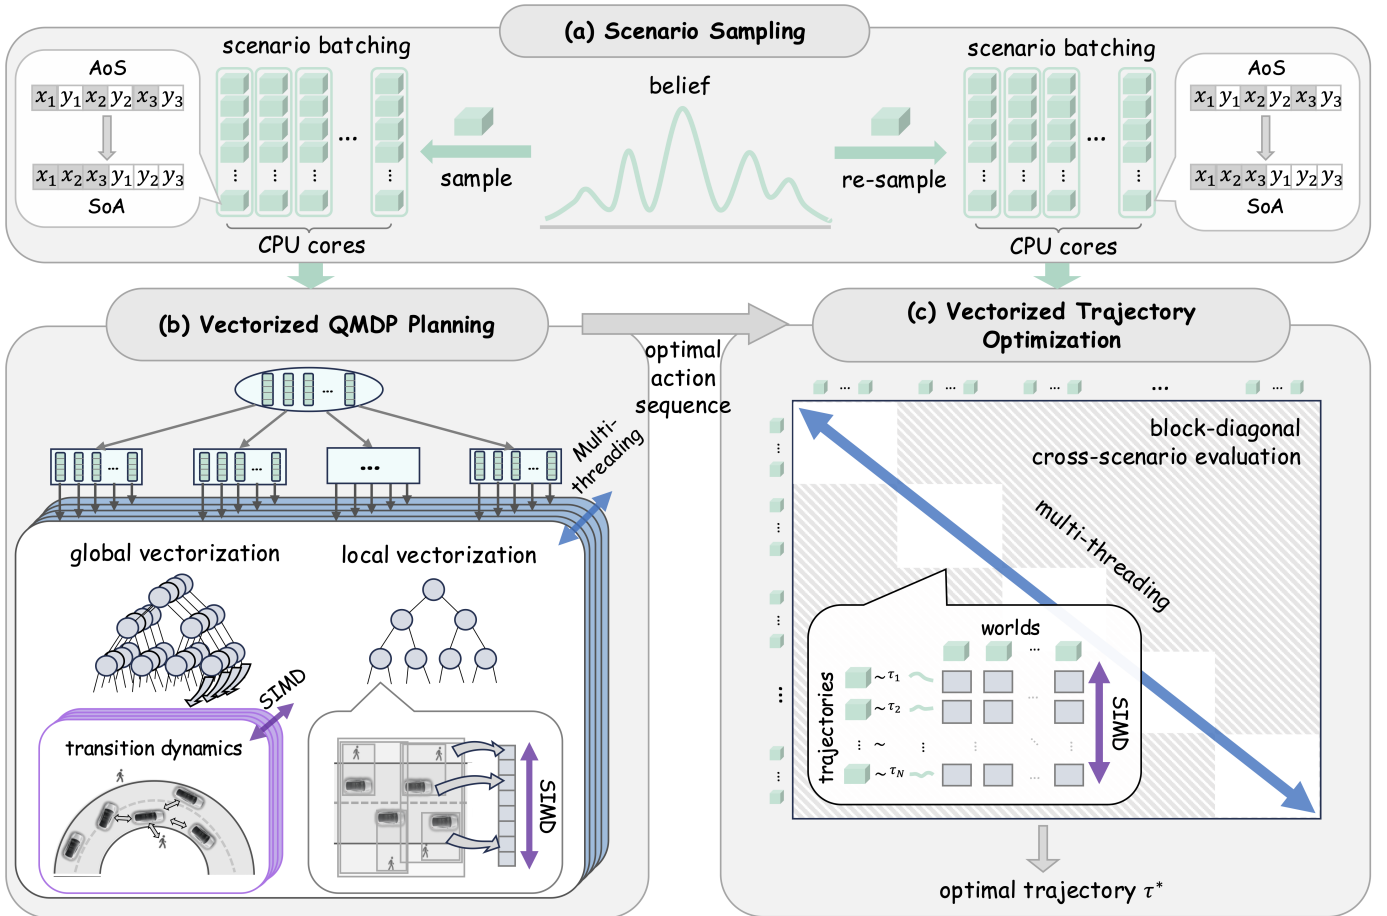 (a) Scenario Sampling
scenario batching
AoS
x₁ y₁ x₂ y₂ x₃ y₃
x₁ x₂ x₃ y₁ y₂ y₃
SoA
...
CPU cores
belief
sample
re-sample
scenario batching
...
CPU cores
AoS
x₁ y₁ x₂ y₂ x₃ y₃
x₁ x₂ x₃ y₁ y₂ y₃
SoA
(b) Vectorized QMDP Planning
optimal
action
sequence
...
...
...
...
...
Multi-
threading
global vectorization
local vectorization
SIMD
transition dynamics
SIMD
(c) Vectorized Trajectory
Optimization
... ... ... ... ...
block-diagonal
cross-scenario evaluation
multi-threading
worlds
...
trajectories
~τ₁
~τ₂
~
~τN
SIMD
optimal trajectory τ*